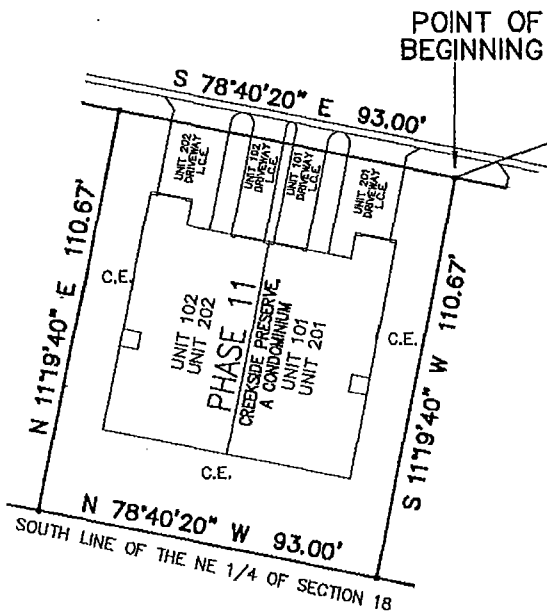 POINT OF
BEGINNING
S 78°40'20" E 93.00'
UNIT 202
DRIVEWAY
L.C.E.
UNIT 102
DRIVEWAY
L.C.E.
UNIT 101
DRIVEWAY
L.C.E.
UNIT 201
DRIVEWAY
L.C.E.
N 11°19'40" E 110.67'
C.E.
UNIT 102
UNIT 202
PHASE 11
CREEKSIDE PRESERVE,
A CONDOMINIUM
UNIT 101
UNIT 201
C.E.
S 11°19'40" W 110.67'
C.E.
N 78°40'20" W 93.00'
SOUTH LINE OF THE NE 1/4 OF SECTION 18